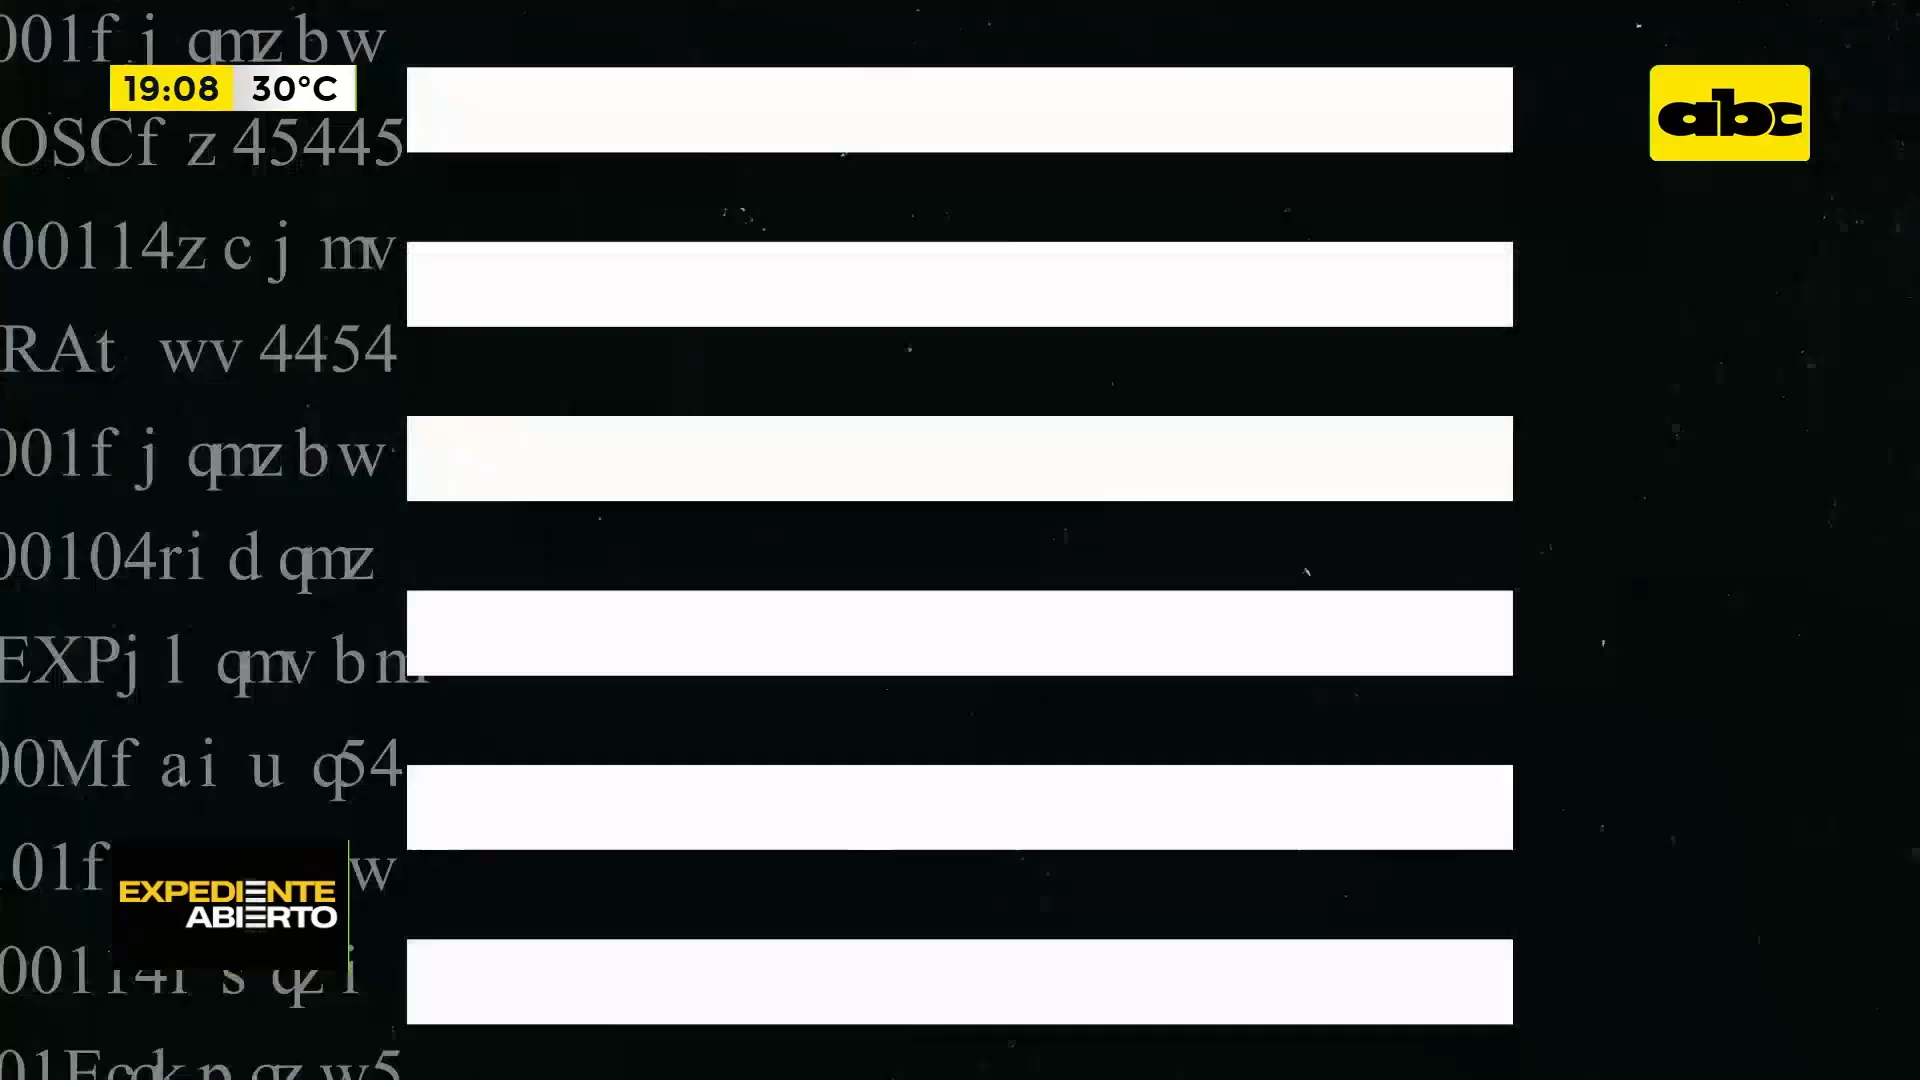 001f j qmz b w
19:08 30°C
abc
OSCf z 45445
00114z c j mv
RAt wv 4454
001f j qmz b w
00104ri d qmz
EXPj l qmv b m
00Mf a i u q54
01f w
EXPEDIENTE
ABIERTO